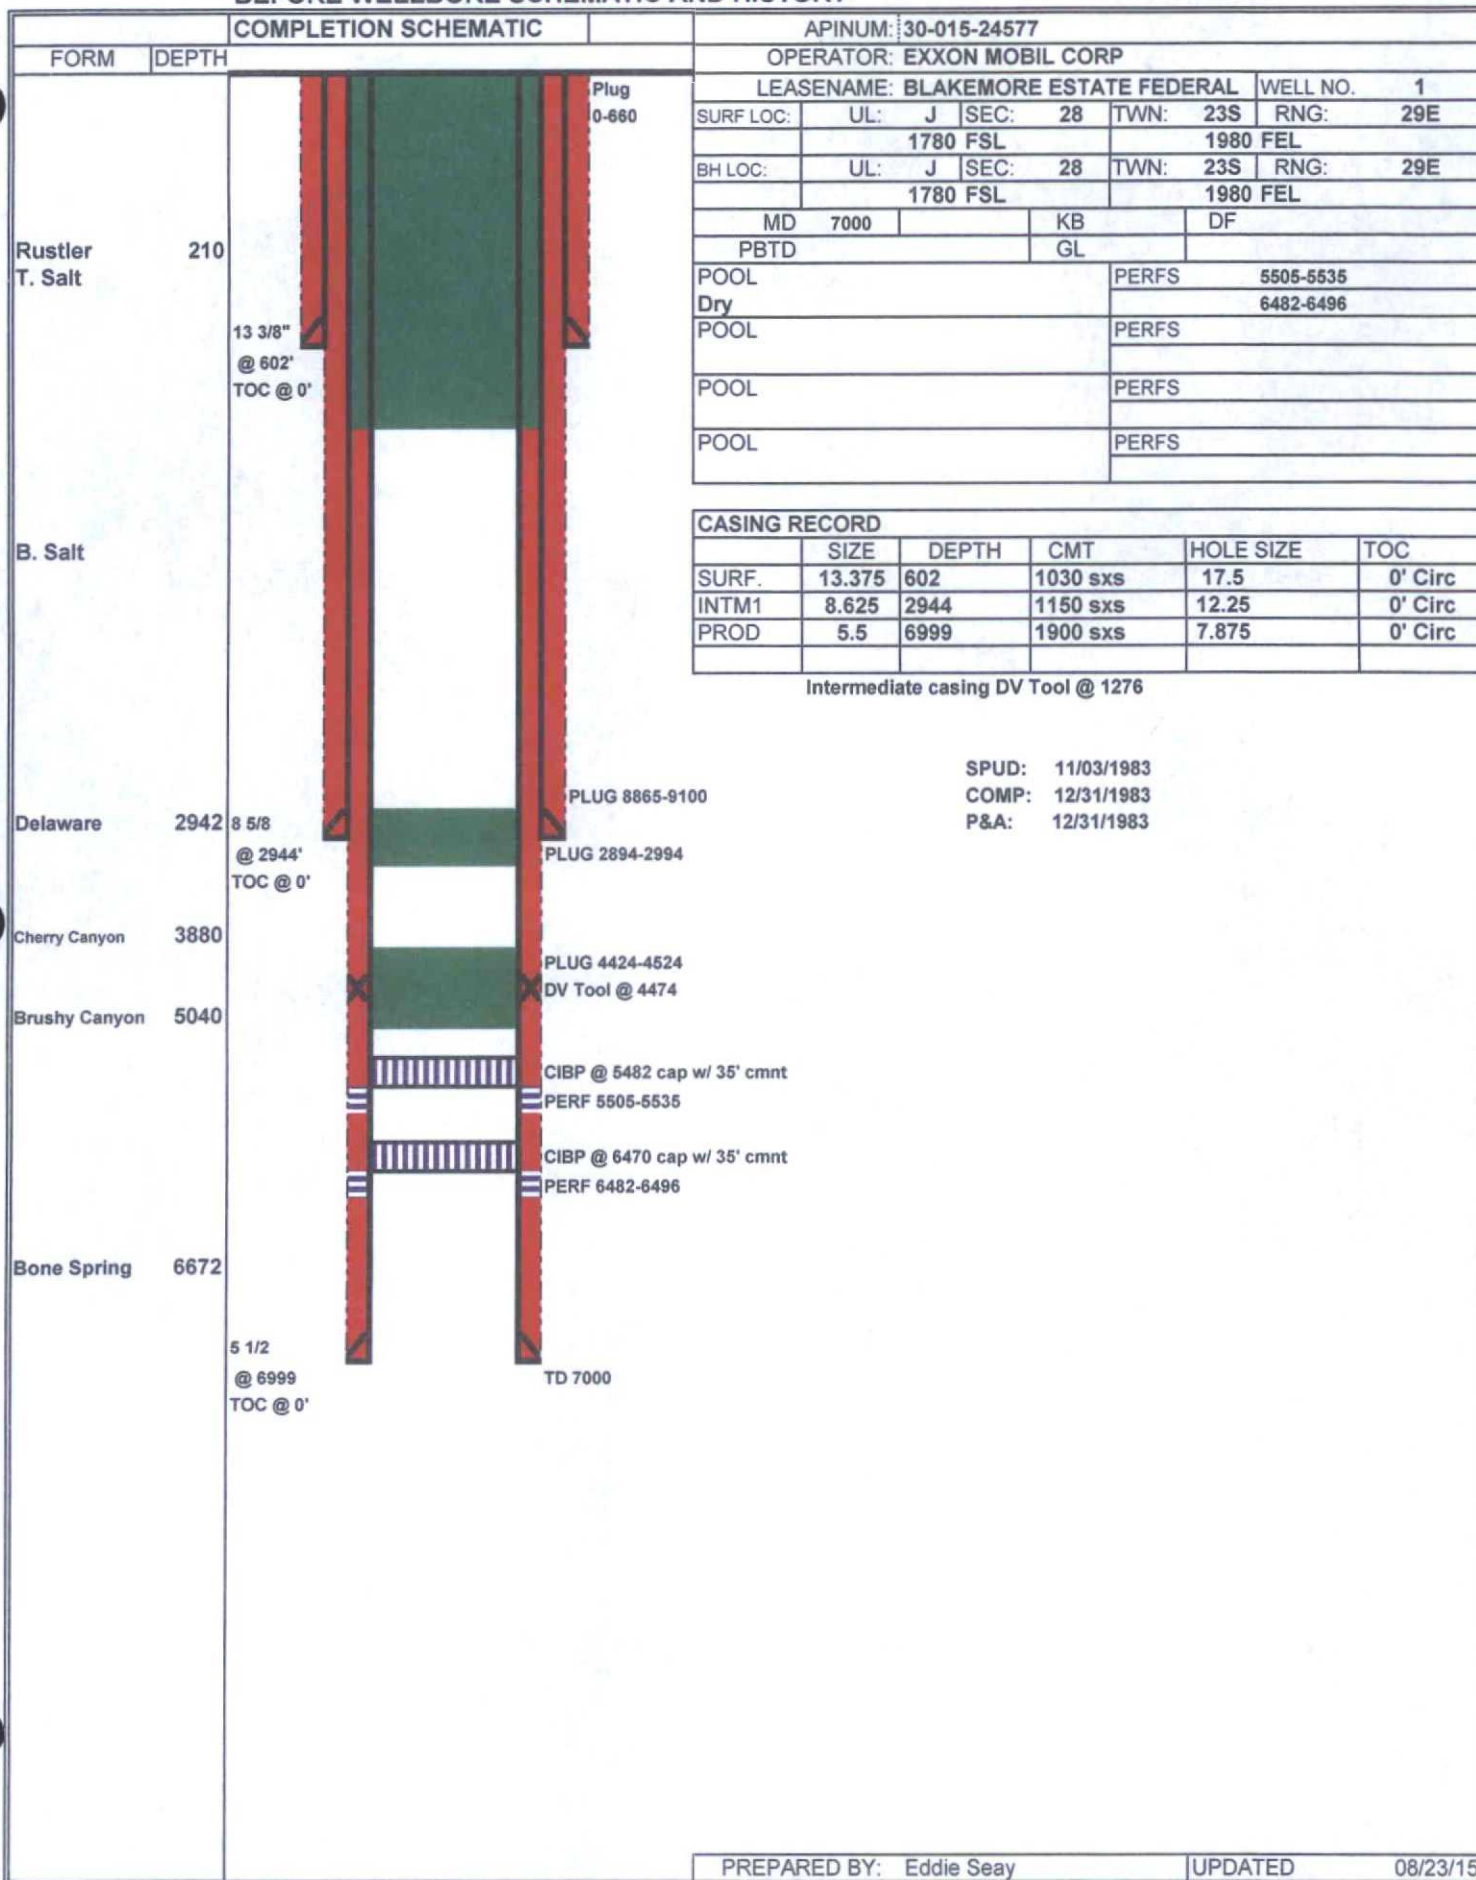 BEFORE WELLBORE SCHEMATIC AND HISTORY
COMPLETION SCHEMATIC
FORM DEPTH
Plug
0-660
Rustler 210
T. Salt
13 3/8"
@ 602'
TOC @ 0'
B. Salt
PLUG 8865-9100
Delaware 2942
8 5/8
@ 2944'
TOC @ 0'
PLUG 2894-2994
Cherry Canyon 3880
PLUG 4424-4524
DV Tool @ 4474
Brushy Canyon 5040
CIBP @ 5482 cap w/ 35' cmnt
PERF 5505-5535
CIBP @ 6470 cap w/ 35' cmnt
PERF 6482-6496
Bone Spring 6672
5 1/2
@ 6999
TOC @ 0'
TD 7000
APINUM: 30-015-24577
OPERATOR: EXXON MOBIL CORP
LEASENAME: BLAKEMORE ESTATE FEDERAL WELL NO. 1
SURF LOC: UL: J SEC: 28 TWN: 23S RNG: 29E
1780 FSL 1980 FEL
BH LOC: UL: J SEC: 28 TWN: 23S RNG: 29E
1780 FSL 1980 FEL
MD 7000 KB DF
PBTD GL
POOL PERFS 5505-5535
Dry 6482-6496
POOL PERFS
POOL PERFS
POOL PERFS
CASING RECORD
SIZE DEPTH CMT HOLE SIZE TOC
SURF. 13.375 602 1030 sxs 17.5 0' Circ
INTM1 8.625 2944 1150 sxs 12.25 0' Circ
PROD 5.5 6999 1900 sxs 7.875 0' Circ
Intermediate casing DV Tool @ 1276
SPUD: 11/03/1983
COMP: 12/31/1983
P&A: 12/31/1983
PREPARED BY: Eddie Seay UPDATED 08/23/15